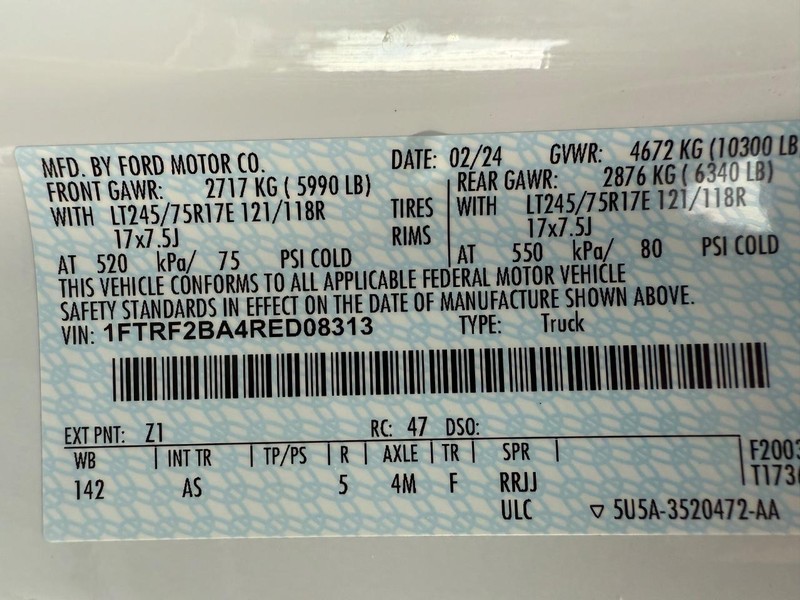 MFD. BY FORD MOTOR CO. DATE: 02/24 GVWR: 4672 KG (10300 LB
FRONT GAWR: 2717 KG ( 5990 LB) REAR GAWR: 2876 KG ( 6340 LB)
WITH LT245/75R17E 121/118R TIRES WITH LT245/75R17E 121/118R
17x7.5J RIMS 17x7.5J
AT 520 kPa/ 75 PSI COLD AT 550 kPa/ 80 PSI COLD
THIS VEHICLE CONFORMS TO ALL APPLICABLE FEDERAL MOTOR VEHICLE
SAFETY STANDARDS IN EFFECT ON THE DATE OF MANUFACTURE SHOWN ABOVE.
VIN: 1FTRF2BA4RED08313 TYPE: Truck
EXT PNT: Z1 RC: 47 DSO:
WB INT TR TP/PS R AXLE TR SPR F2003
142 AS 5 4M F RRJJ T1736
ULC ▽ 5U5A-3520472-AA